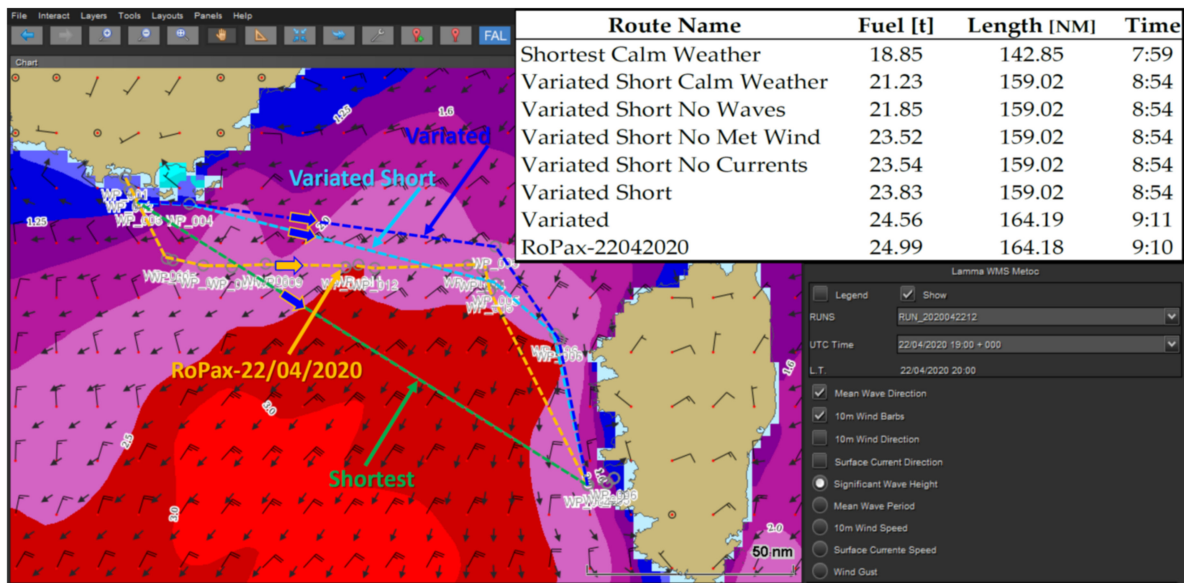 File Interact Layers Tools Layouts Panels Help
FAL
Chart
Route Name Fuel [t] Length [NM] Time
Shortest Calm Weather 18.85 142.85 7:59
Variated Short Calm Weather 21.23 159.02 8:54
Variated Short No Waves 21.85 159.02 8:54
Variated Short No Met Wind 23.52 159.02 8:54
Variated Short No Currents 23.54 159.02 8:54
Variated Short 23.83 159.02 8:54
Variated 24.56 164.19 9:11
RoPax-22042020 24.99 164.18 9:10
1.25
1.6
Variated
Variated Short
WP_004
1.25
2.5
RoPax-22/04/2020
3.0
Shortest
3.0
1.6
2.0
50 nm
Lamma WMS Metoc
Legend Show
RUNS RUN_2020042212
UTC Time 22/04/2020 19:00 + 000
L.T. 22/04/2020 20:00
Mean Wave Direction
10m Wind Barbs
10m Wind Direction
Surface Current Direction
Significant Wave Height
Mean Wave Period
10m Wind Speed
Surface Currente Speed
Wind Gust